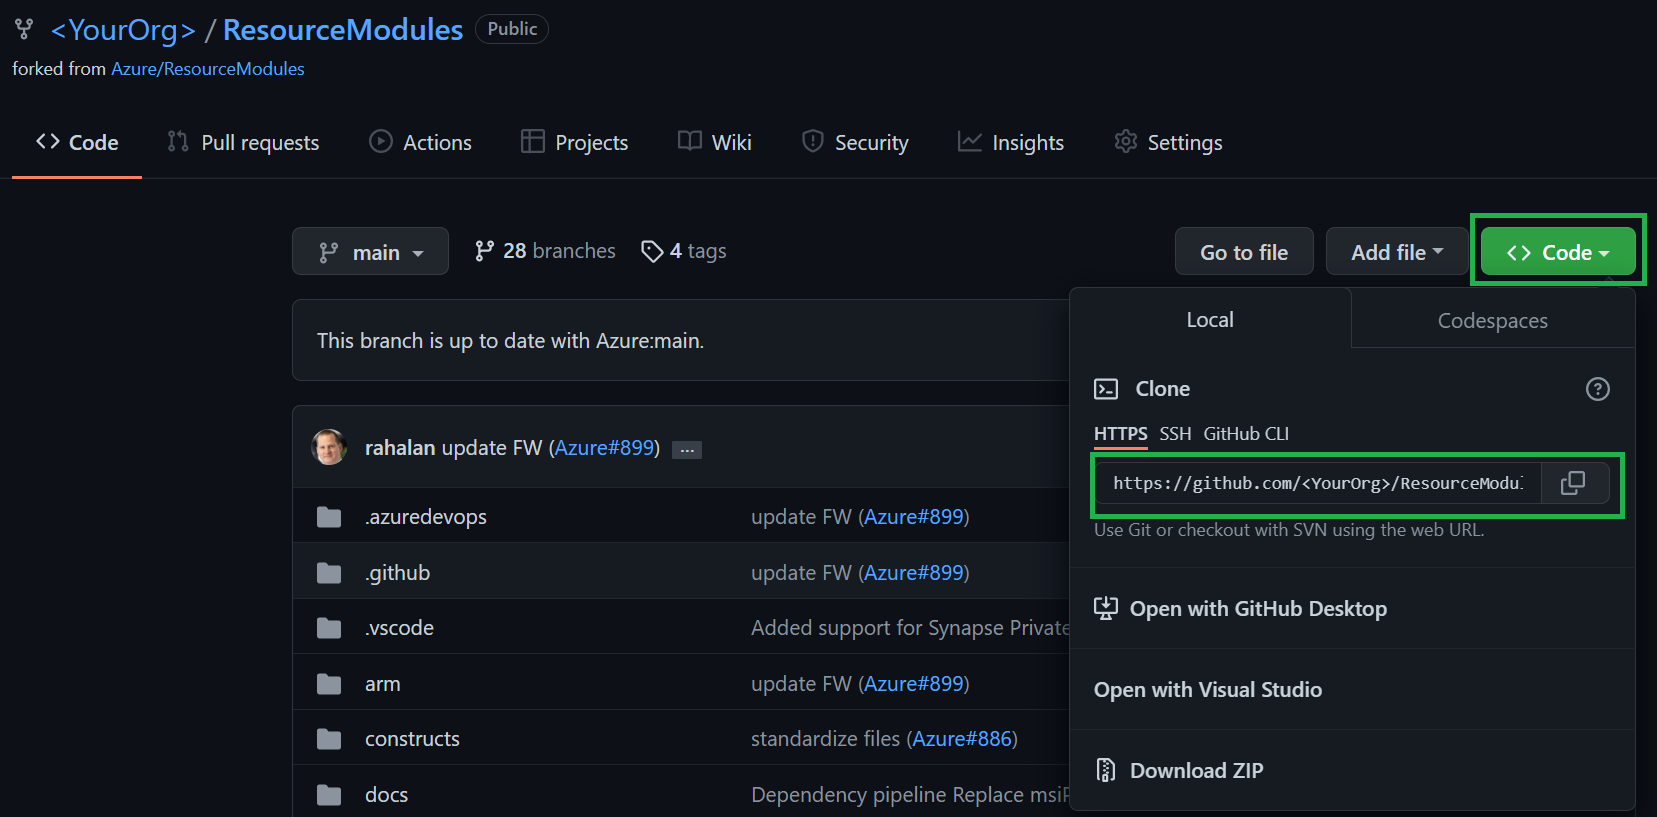 <YourOrg> / ResourceModules Public
forked from Azure/ResourceModules
Code Pull requests Actions Projects Wiki Security Insights Settings
main 28 branches 4 tags Go to file Add file Code
Local Codespaces
This branch is up to date with Azure:main.
Clone
HTTPS SSH GitHub CLI
https://github.com/<YourOrg>/ResourceModu
Use Git or checkout with SVN using the web URL.
Open with GitHub Desktop
Open with Visual Studio
Download ZIP
rahalan update FW (Azure#899) ...
.azuredevops update FW (Azure#899)
.github update FW (Azure#899)
.vscode Added support for Synapse Private
arm update FW (Azure#899)
constructs standardize files (Azure#886)
docs Dependency pipeline Replace